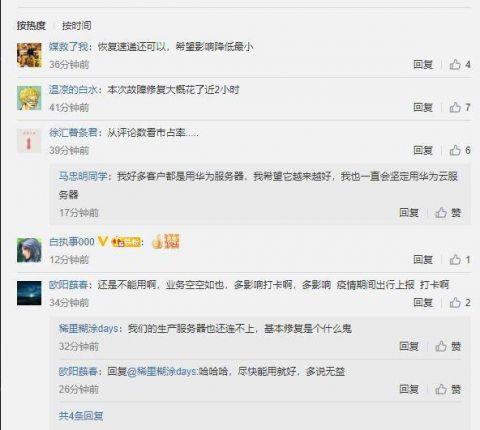 按热度 | 按时间
媒救了我：恢复速递还可以，希望影响降低最小
36分钟前 回复 4
温凉的白水：本次故障修复大概花了近2小时
41分钟前 回复 7
徐汇薈条君：从评论数看市占率.....
39分钟前 回复 6
马忠明同学：我好多客户都是用华为服务器，我希望它越来越好，我也一直会坚定用华为云服
务器
17分钟前 回复 赞
白执事000
12分钟前 回复 1
欧阳蕻春：还是不能用啊，业务空空如也，多影响打卡啊，多影响 疫情期间出行上报 打卡啊
34分钟前 回复 2
稀里糊涂days：我们的生产服务器也还连不上，基本修复是个什么鬼
32分钟前 回复 赞
欧阳蕻春：回复@稀里糊涂days:哈哈哈，尽快能用就好，多说无益
26分钟前 回复 赞
共4条回复